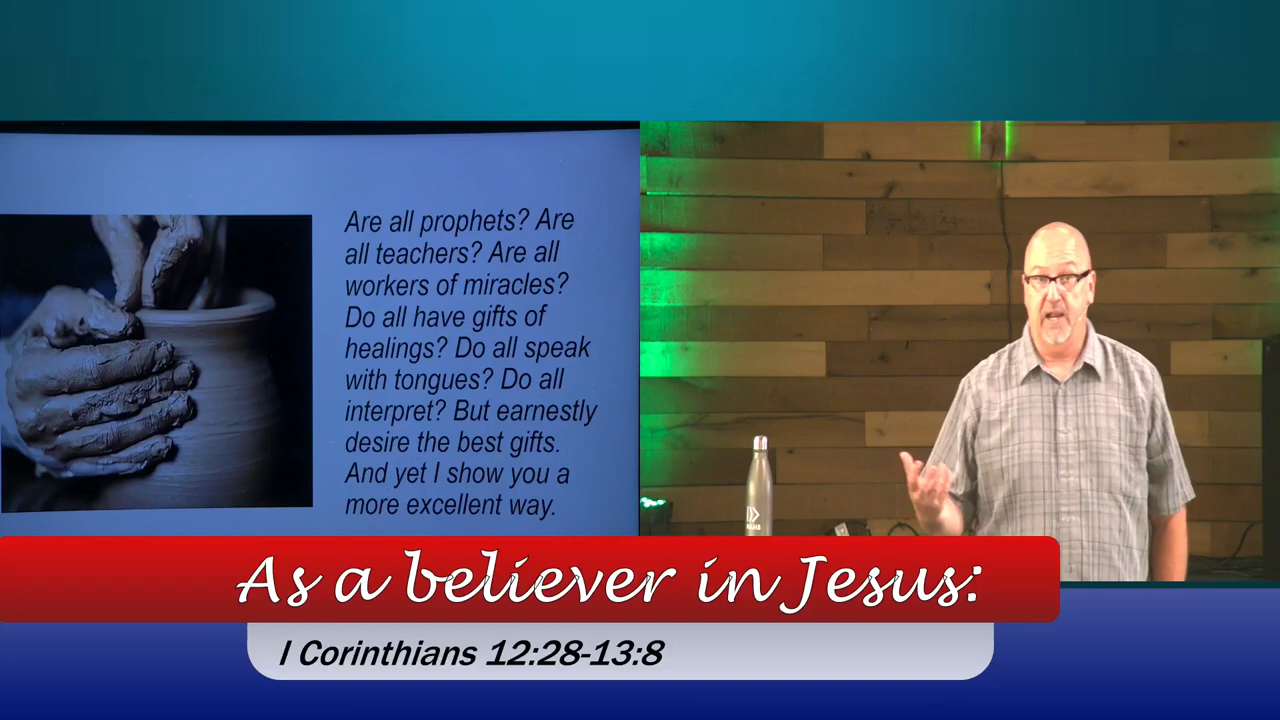 Are all prophets? Are
all teachers? Are all
workers of miracles?
Do all have gifts of
healings? Do all speak
with tongues? Do all
interpret? But earnestly
desire the best gifts.
And yet I show you a
more excellent way.
As a believer in Jesus:
I Corinthians 12:28-13:8